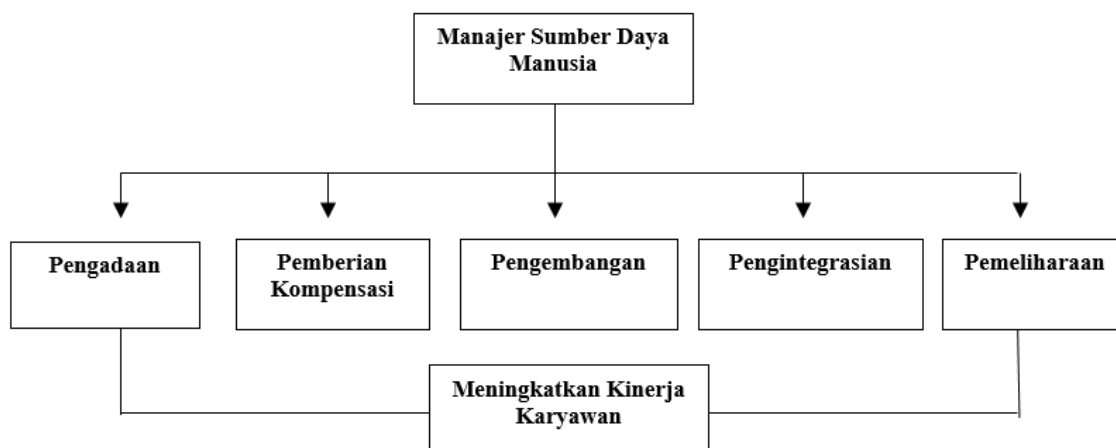 Manajer Sumber Daya
Manusia
Pengadaan
Pemberian
Kompensasi
Pengembangan
Pengintegrasian
Pemeliharaan
Meningkatkan Kinerja
Karyawan